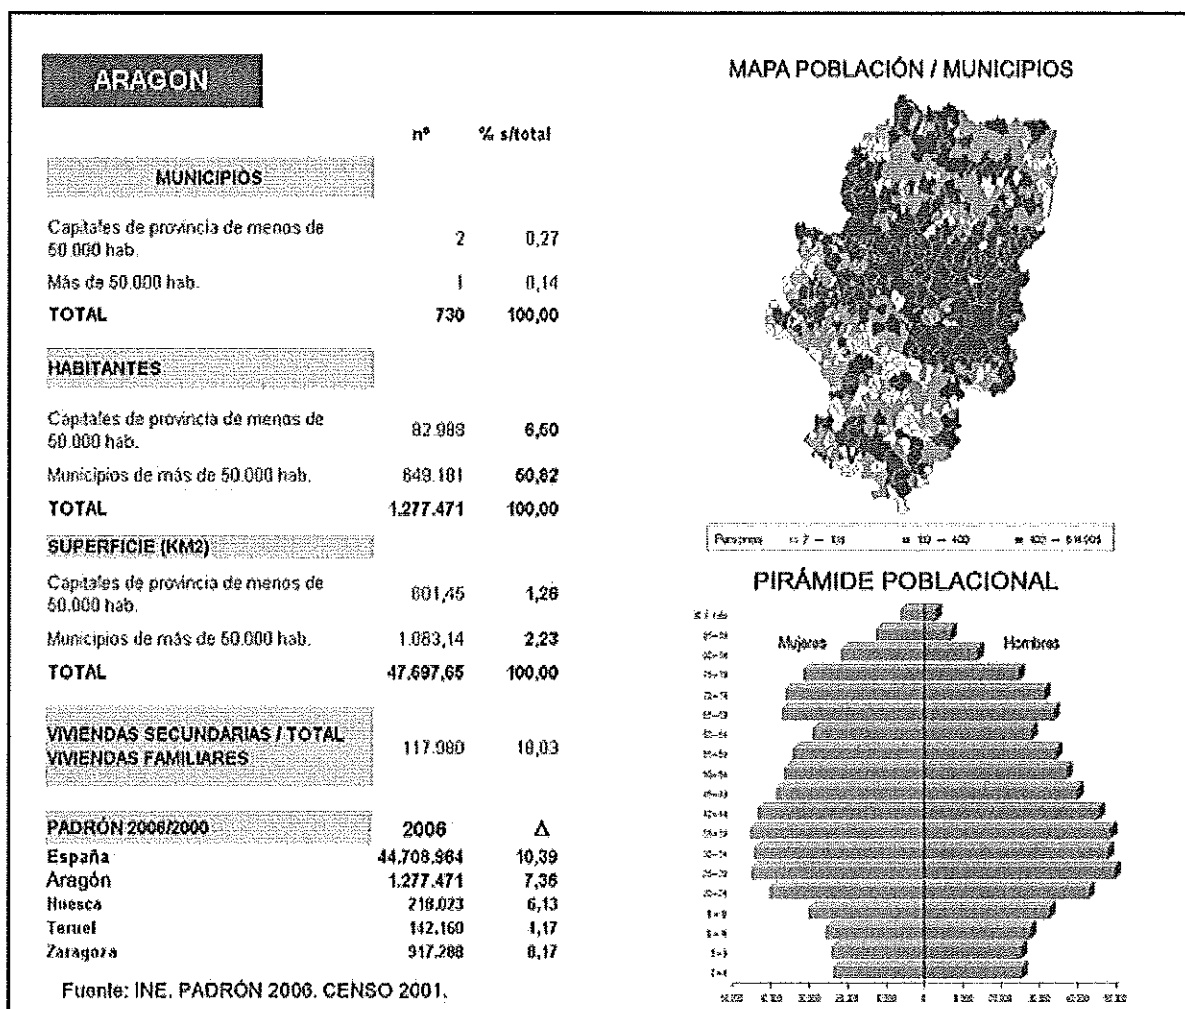 ARAGON
nº % s/total
MUNICIPIOS
Capitales de provincia de menos de
50.000 hab. 2 0,27
Más de 50.000 hab. 1 0,14
TOTAL 730 100,00
HABITANTES
Capitales de provincia de menos de
50.000 hab. 82.988 6,50
Municipios de más de 50.000 hab. 649.181 50,82
TOTAL 1.277.471 100,00
SUPERFICIE (KM2)
Capitales de provincia de menos de
50.000 hab. 601,45 1,26
Municipios de más de 50.000 hab. 1.063,14 2,23
TOTAL 47.697,65 100,00
VIVIENDAS SECUNDARIAS / TOTAL
VIVIENDAS FAMILIARES 117.980 18,03
PADRÓN 2006/2000 2006 Δ
España 44.708.964 10,39
Aragón 1.277.471 7,36
Huesca 218.023 6,13
Teruel 142.160 4,17
Zaragoza 917.288 8,17
Fuente: INE. PADRÓN 2006. CENSO 2001.
MAPA POBLACIÓN / MUNICIPIOS
Personas
PIRÁMIDE POBLACIONAL
Mujeres Hombres